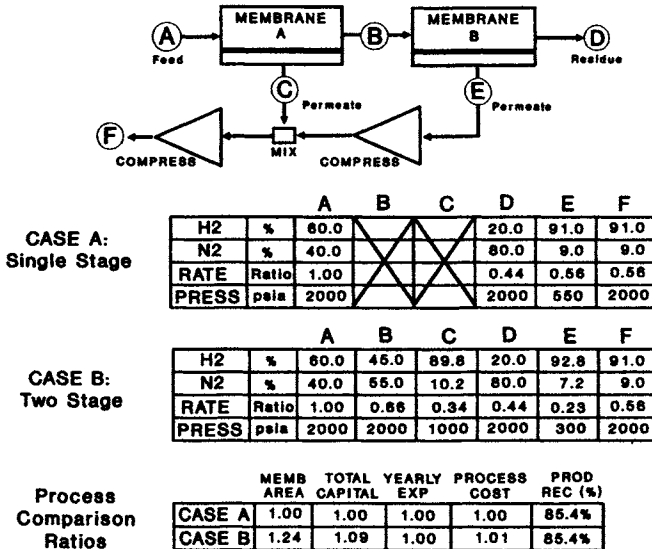 MEMBRANE
A
MEMBRANE
B
A
B
D
Feed
Residue
C
E
Permeate
Permeate
F
MIX
COMPRESS
COMPRESS
A B C D E F
CASE A:
Single Stage
H2 % 60.0 20.0 91.0 91.0
N2 % 40.0 80.0 9.0 9.0
RATE Ratio 1.00 0.44 0.56 0.56
PRESS psia 2000 2000 550 2000
A B C D E F
CASE B:
Two Stage
H2 % 60.0 45.0 89.8 20.0 92.8 91.0
N2 % 40.0 55.0 10.2 80.0 7.2 9.0
RATE Ratio 1.00 0.66 0.34 0.44 0.23 0.56
PRESS psia 2000 2000 1000 2000 300 2000
Process
Comparison
Ratios
MEMB TOTAL YEARLY PROCESS PROD
AREA CAPITAL EXP COST REC (%)
CASE A 1.00 1.00 1.00 1.00 85.4%
CASE B 1.24 1.09 1.00 1.01 85.4%